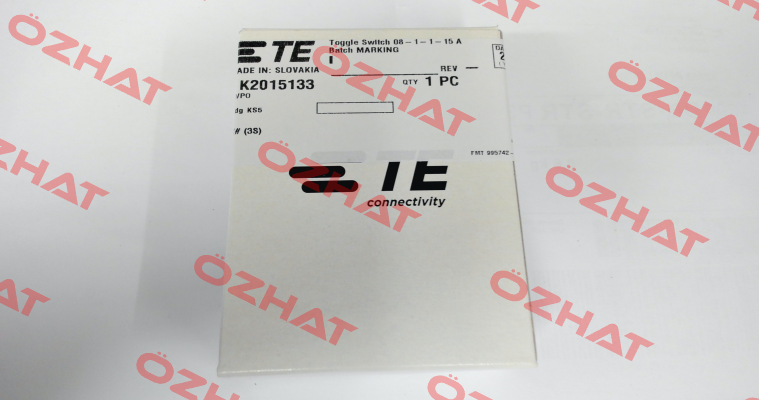 TE
Toggle Switch 08-1-1-15 A
Batch MARKING
ADE IN: SLOVAKIA
REV —
K2015133
QTY 1 PC
/PO
dg KS5
# (3S)
FMT 995742-
TE
connectivity
ÖZHAT
ÖZHAT
ÖZHAT
ÖZHAT
ÖZHAT
ÖZHAT
ÖZHAT
ÖZHAT
ÖZHAT
ÖZHAT
ÖZHAT